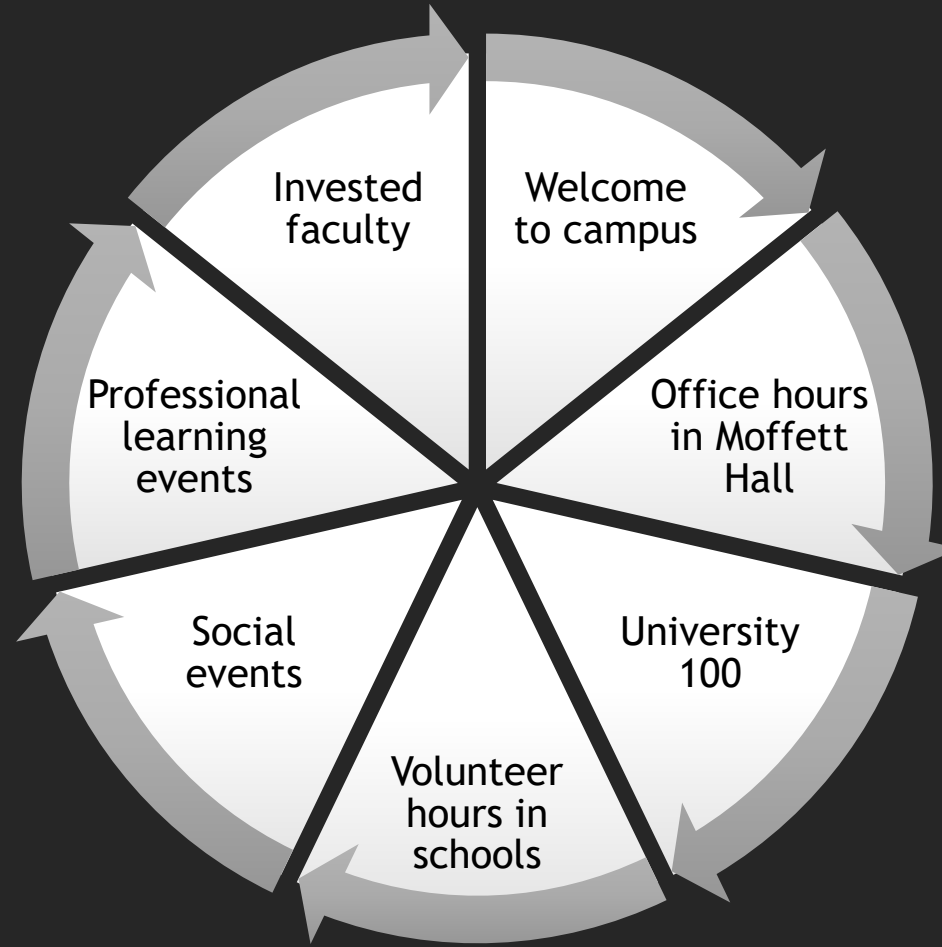 Invested
faculty
Welcome
to campus
Office hours
in Moffett
Hall
University
100
Volunteer
hours in
schools
Social
events
Professional
learning
events